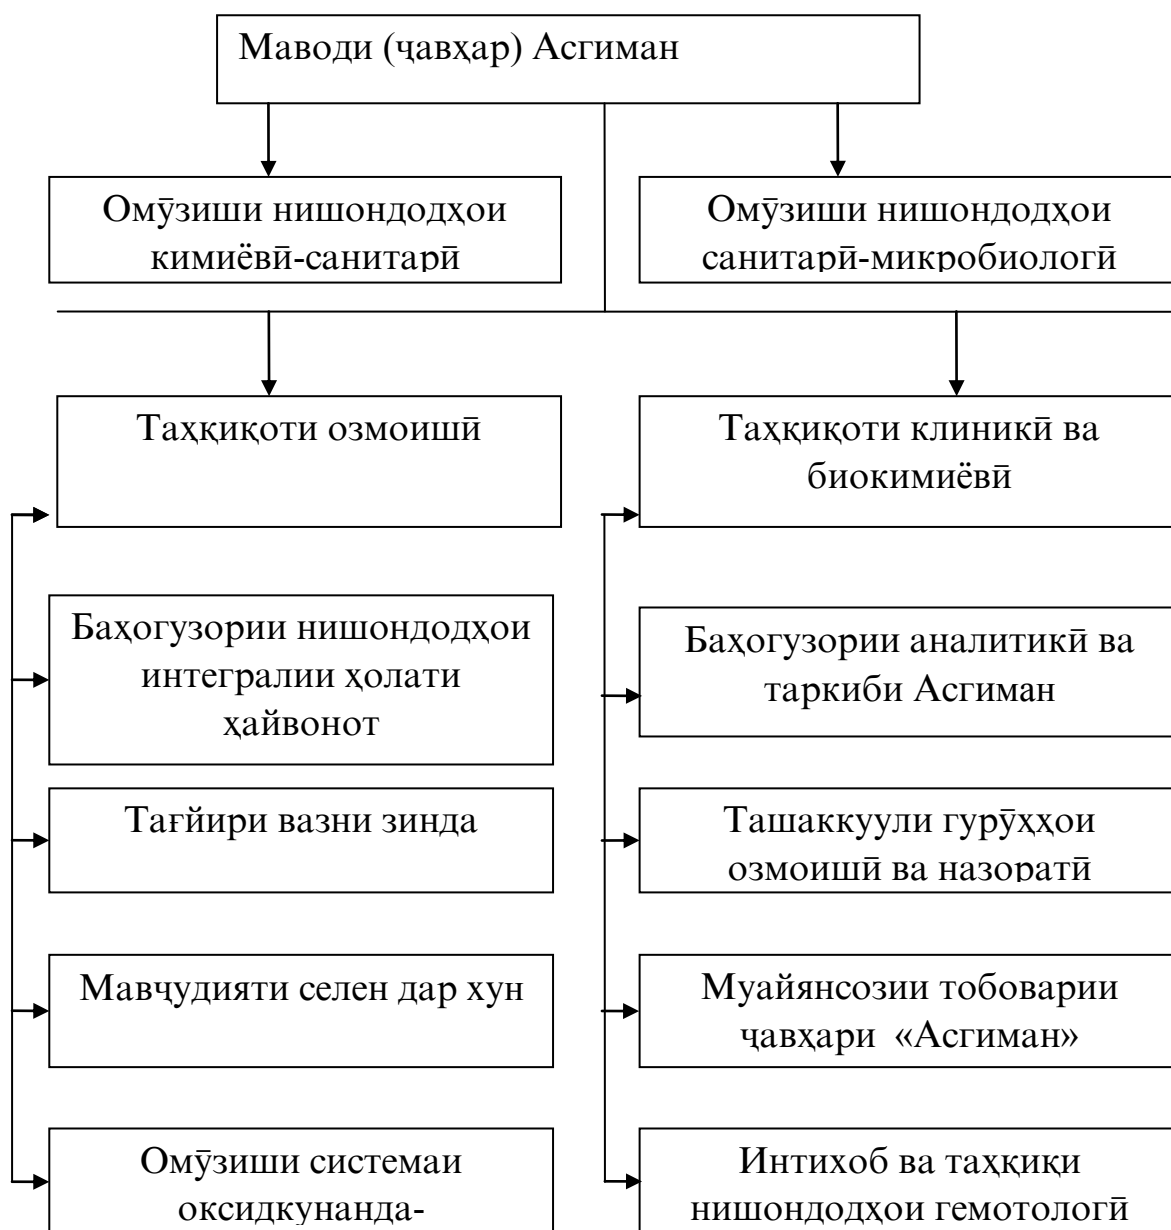 Маводи (ҷавҳар) Асгиман
Омӯзиши нишондодҳои
кимиёвӣ-санитарӣ
Омӯзиши нишондодҳои
санитарӣ-микробиологӣ
Таҳқиқоти озмоишӣ
Таҳқиқоти клиникӣ ва
биокимиёвӣ
Баҳогузории нишондодҳои
интегралии ҳолати
ҳайвонот
Баҳогузории аналитикӣ ва
таркиби Асгиман
Тағйири вазни зинда
Ташаккуули гурӯҳҳои
озмоишӣ ва назоратӣ
Мавҷудияти селен дар хун
Муайянсозии тобоварии
ҷавҳари «Асгиман»
Омӯзиши системаи
оксидкунанда-
Интихоб ва таҳқиқи
нишондодҳои гемотологӣ